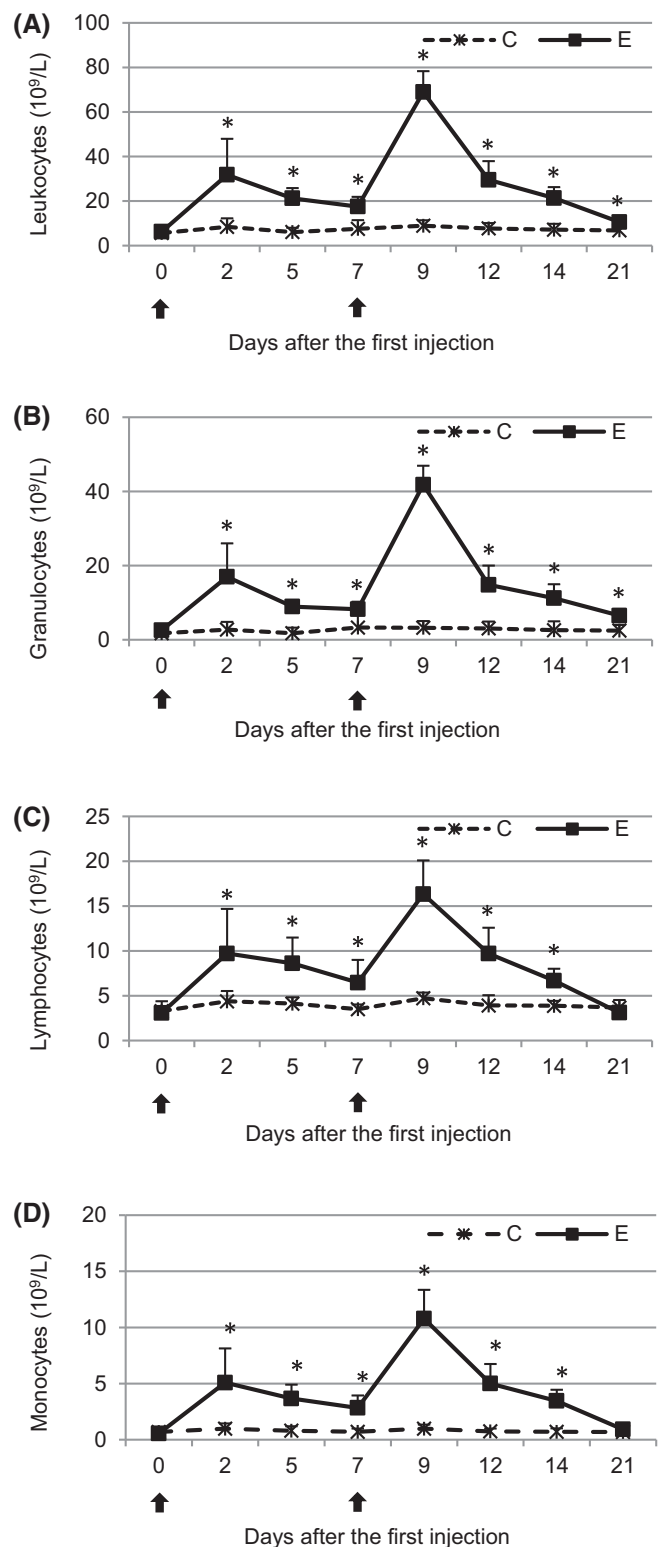 (A)
Leukocytes (10⁹/L)
100
80
60
40
20
0
C E
* * * * * * *
0 2 5 7 9 12 14 21
Days after the first injection
(B)
Granulocytes (10⁹/L)
60
40
20
0
C E
* * * * * * *
0 2 5 7 9 12 14 21
Days after the first injection
(C)
Lymphocytes (10⁹/L)
25
20
15
10
5
0
C E
* * * * * *
0 2 5 7 9 12 14 21
Days after the first injection
(D)
Monocytes (10⁹/L)
20
15
10
5
0
C E
* * * * * *
0 2 5 7 9 12 14 21
Days after the first injection